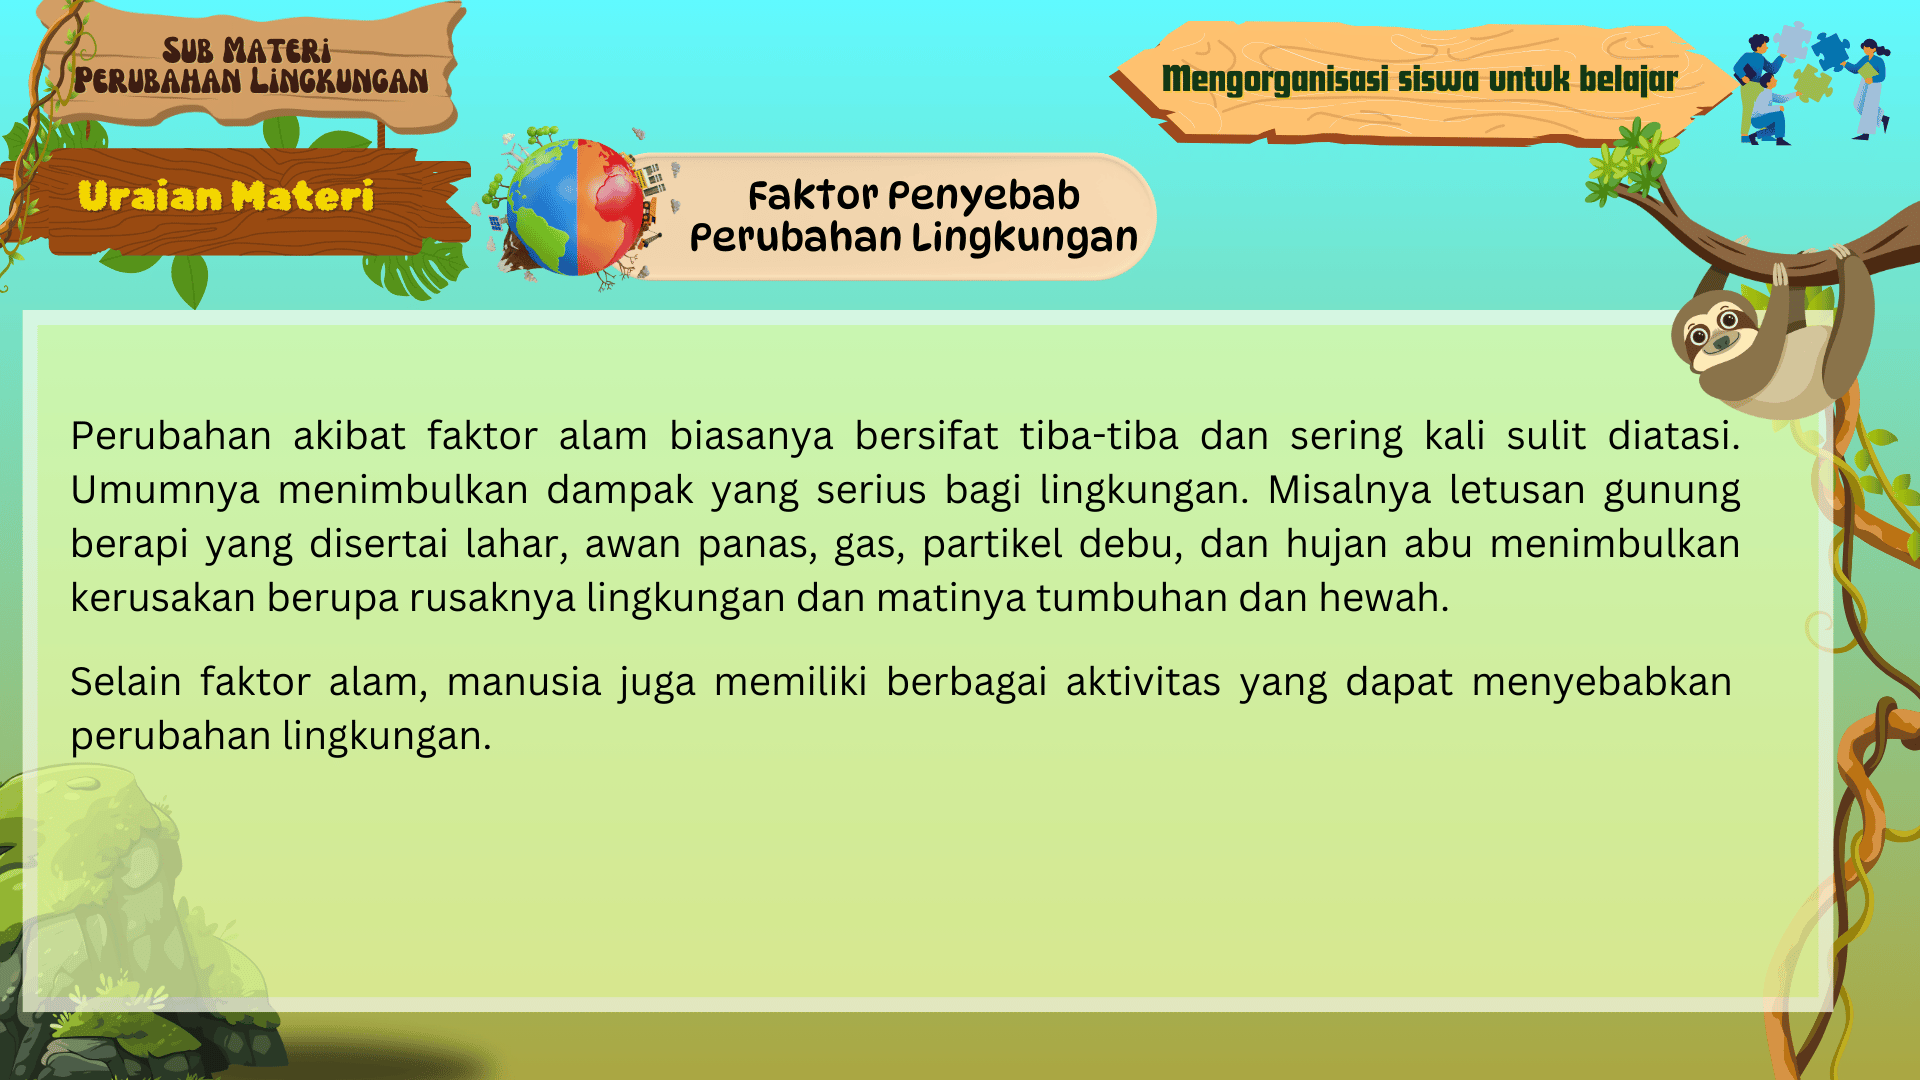 Sub Materi
Perubahan Lingkungan
Mengorganisasi siswa untuk belajar
Uraian Materi
Faktor Penyebab
Perubahan Lingkungan
Perubahan akibat faktor alam biasanya bersifat tiba-tiba dan sering kali sulit diatasi.
Umumnya menimbulkan dampak yang serius bagi lingkungan. Misalnya letusan gunung
berapi yang disertai lahar, awan panas, gas, partikel debu, dan hujan abu menimbulkan
kerusakan berupa rusaknya lingkungan dan matinya tumbuhan dan hewah.
Selain faktor alam, manusia juga memiliki berbagai aktivitas yang dapat menyebabkan
perubahan lingkungan.